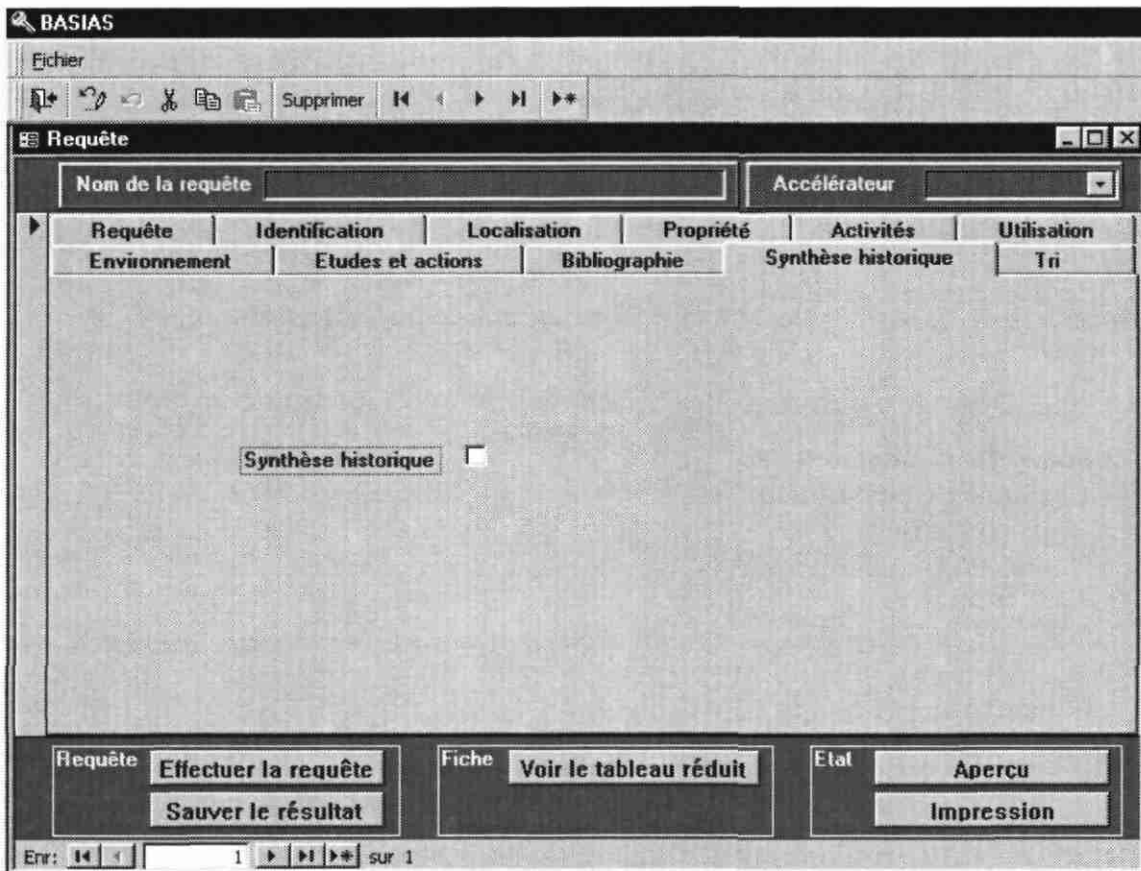 BASIAS
Fichier
Supprimer
Requête
Nom de la requête Accélérateur
Requête Identification Localisation Propriété Activités Utilisation
Environnement Etudes et actions Bibliographie Synthèse historique Tri
Synthèse historique
Requête Effectuer la requête Fiche Voir le tableau réduit Etat Aperçu
Sauver le résultat Impression
Enr: 1 sur 1